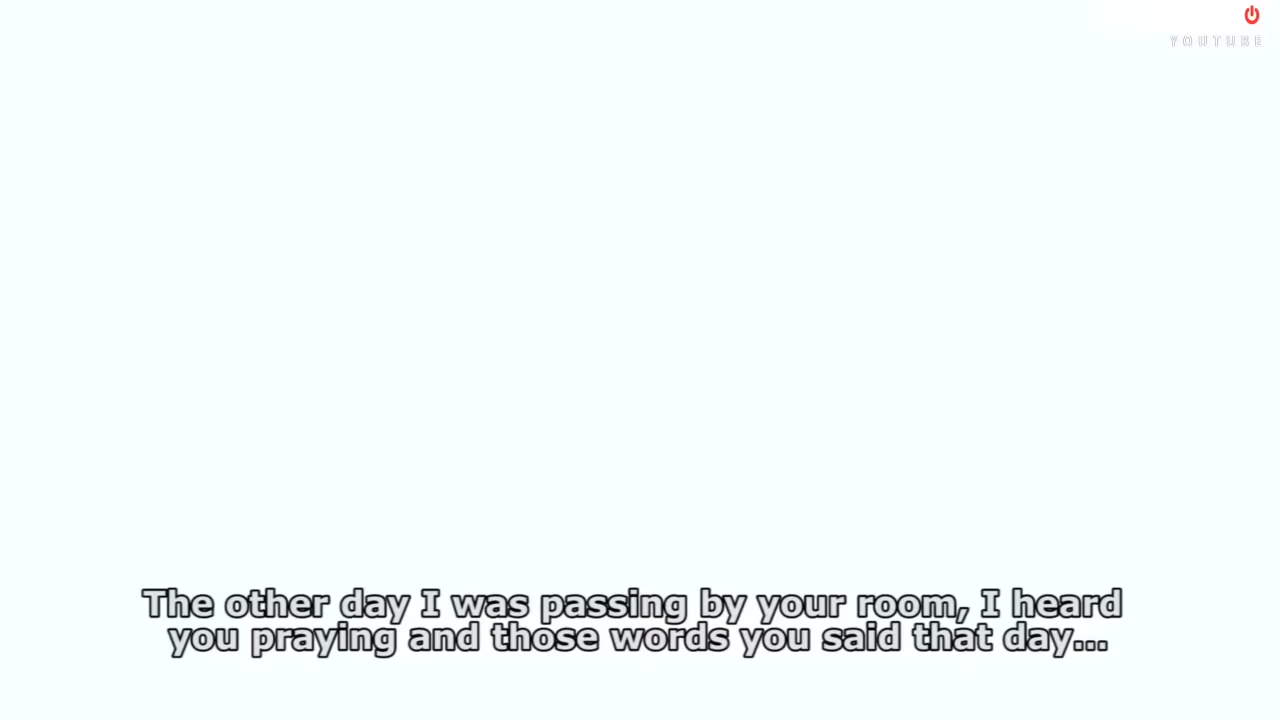 YOUTUBE
The other day I was passing by your room, I heard
you praying and those words you said that day...